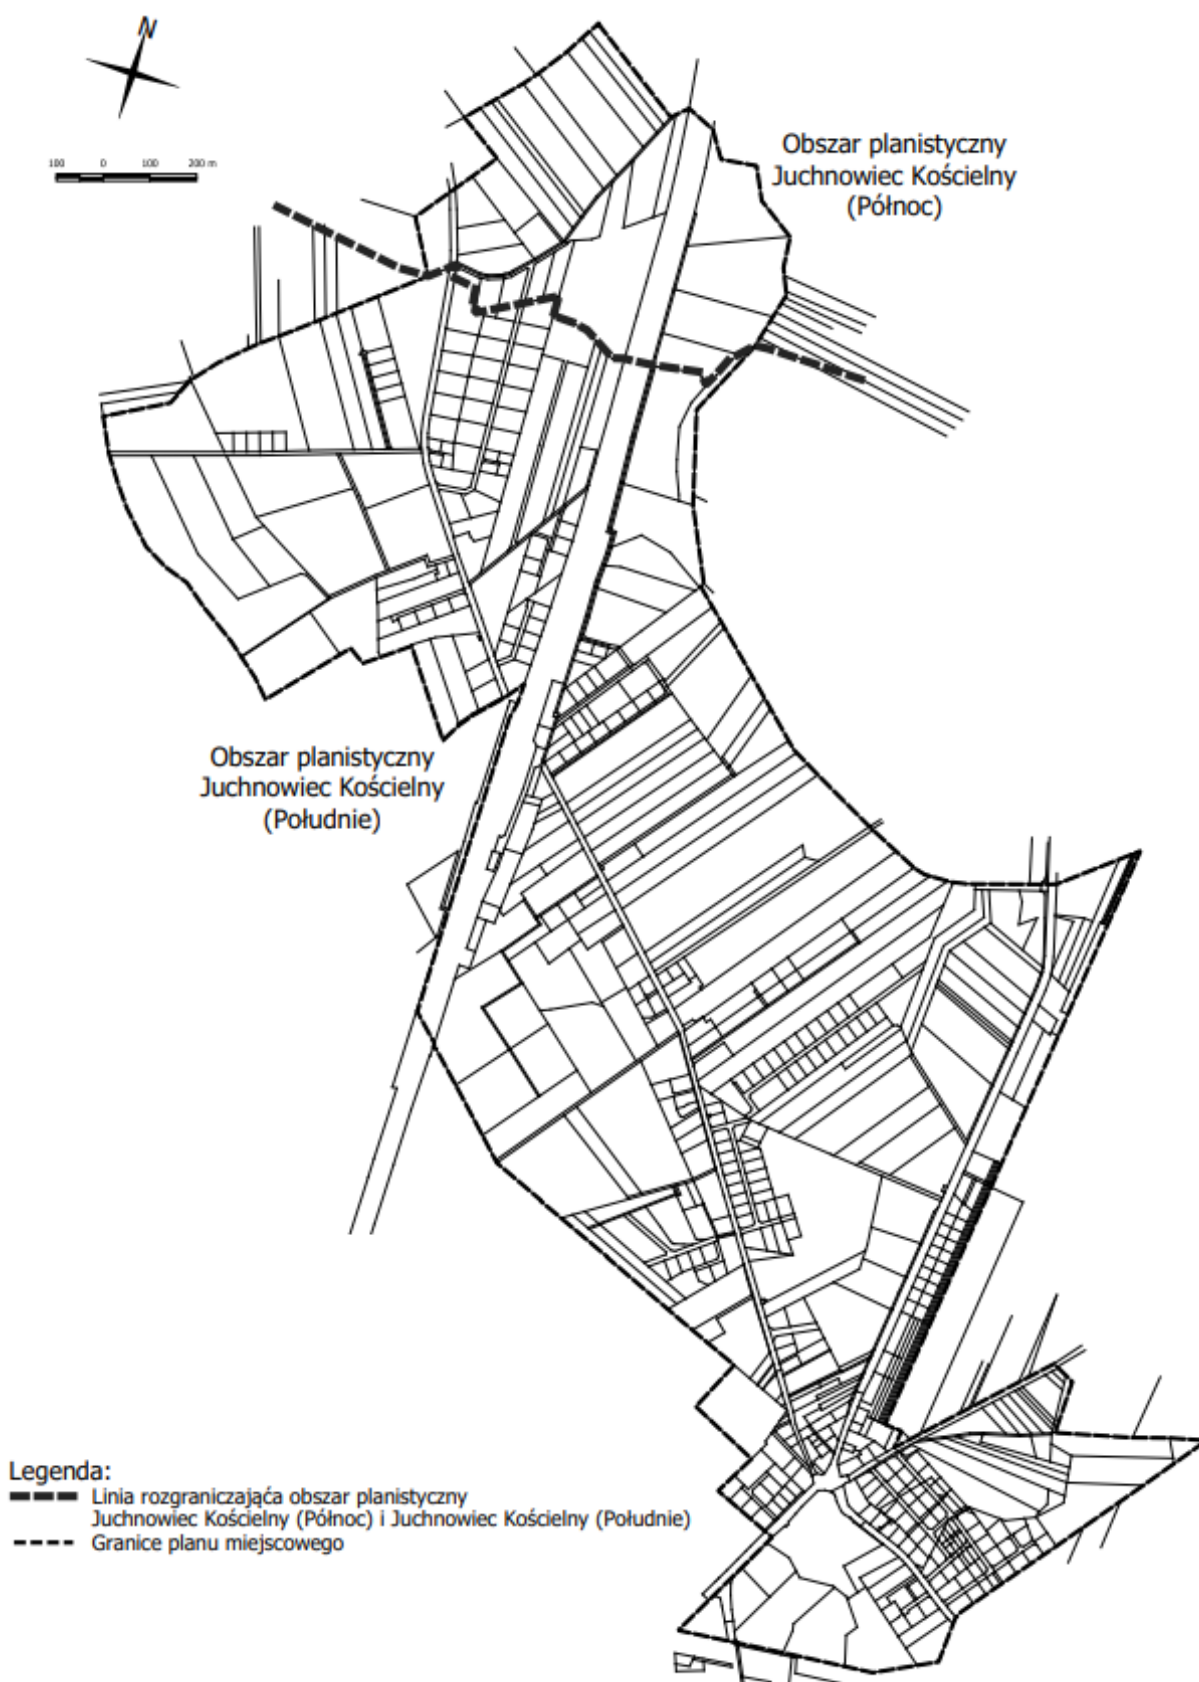 N
100 0 100 200 m
Obszar planistyczny
Juchnowiec Kościelny
(Północ)
Obszar planistyczny
Juchnowiec Kościelny
(Południe)
Legenda:
Linia rozgraniczająća obszar planistyczny
Juchnowiec Kościelny (Północ) i Juchnowiec Kościelny (Południe)
Granice planu miejscowego